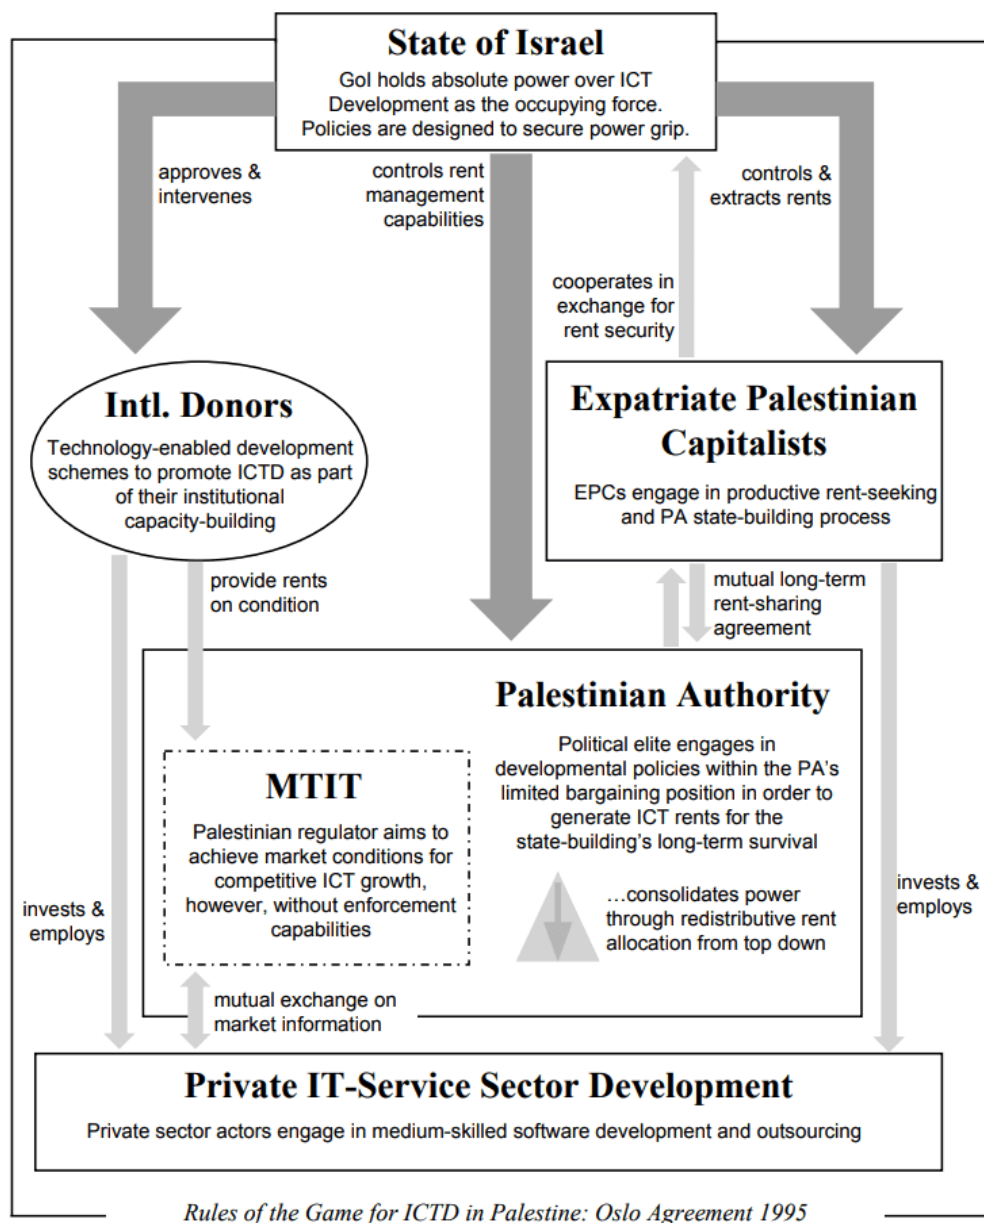 State of Israel
GoI holds absolute power over ICT
Development as the occupying force.
Policies are designed to secure power grip.
approves &
intervenes
controls rent
management
capabilities
controls &
extracts rents
cooperates in
exchange for
rent security
Intl. Donors
Technology-enabled development
schemes to promote ICTD as part
of their institutional
capacity-building
Expatriate Palestinian
Capitalists
EPCs engage in productive rent-seeking
and PA state-building process
provide rents
on condition
mutual long-term
rent-sharing
agreement
Palestinian Authority
Political elite engages in
developmental policies within the PA's
limited bargaining position in order to
generate ICT rents for the
state-building's long-term survival
MTIT
Palestinian regulator aims to
achieve market conditions for
competitive ICT growth,
however, without enforcement
capabilities
...consolidates power
through redistributive rent
allocation from top down
invests &
employs
invests &
employs
mutual exchange on
market information
Private IT-Service Sector Development
Private sector actors engage in medium-skilled software development and outsourcing
Rules of the Game for ICTD in Palestine: Oslo Agreement 1995